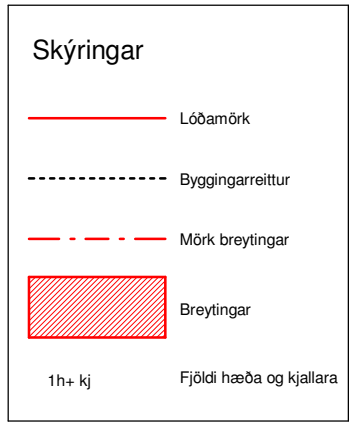 Skýringar
Lóðamörk
Byggingarreittur
Mörk breytingar
Breytingar
1h+ kj Fjöldi hæða og kjallara